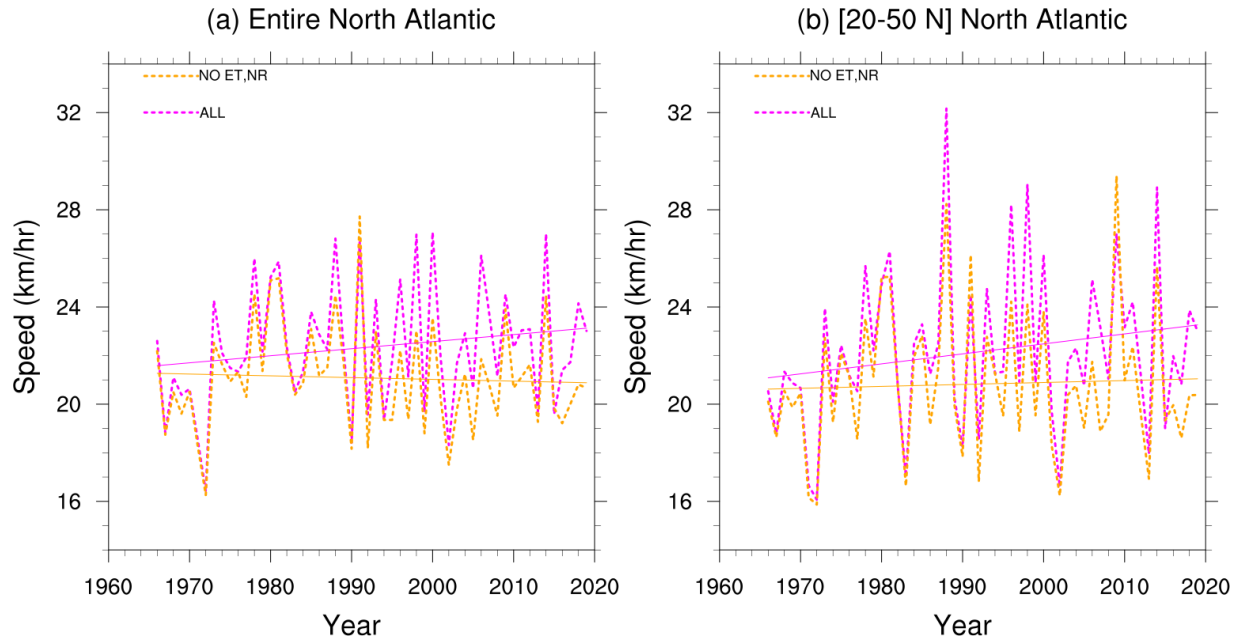 (a) Entire North Atlantic
NO ET,NR
ALL
Speed (km/hr)
32
28
24
20
16
1960 1970 1980 1990 2000 2010 2020
Year
(b) [20-50 N] North Atlantic
NO ET,NR
ALL
Speed (km/hr)
32
28
24
20
16
1960 1970 1980 1990 2000 2010 2020
Year